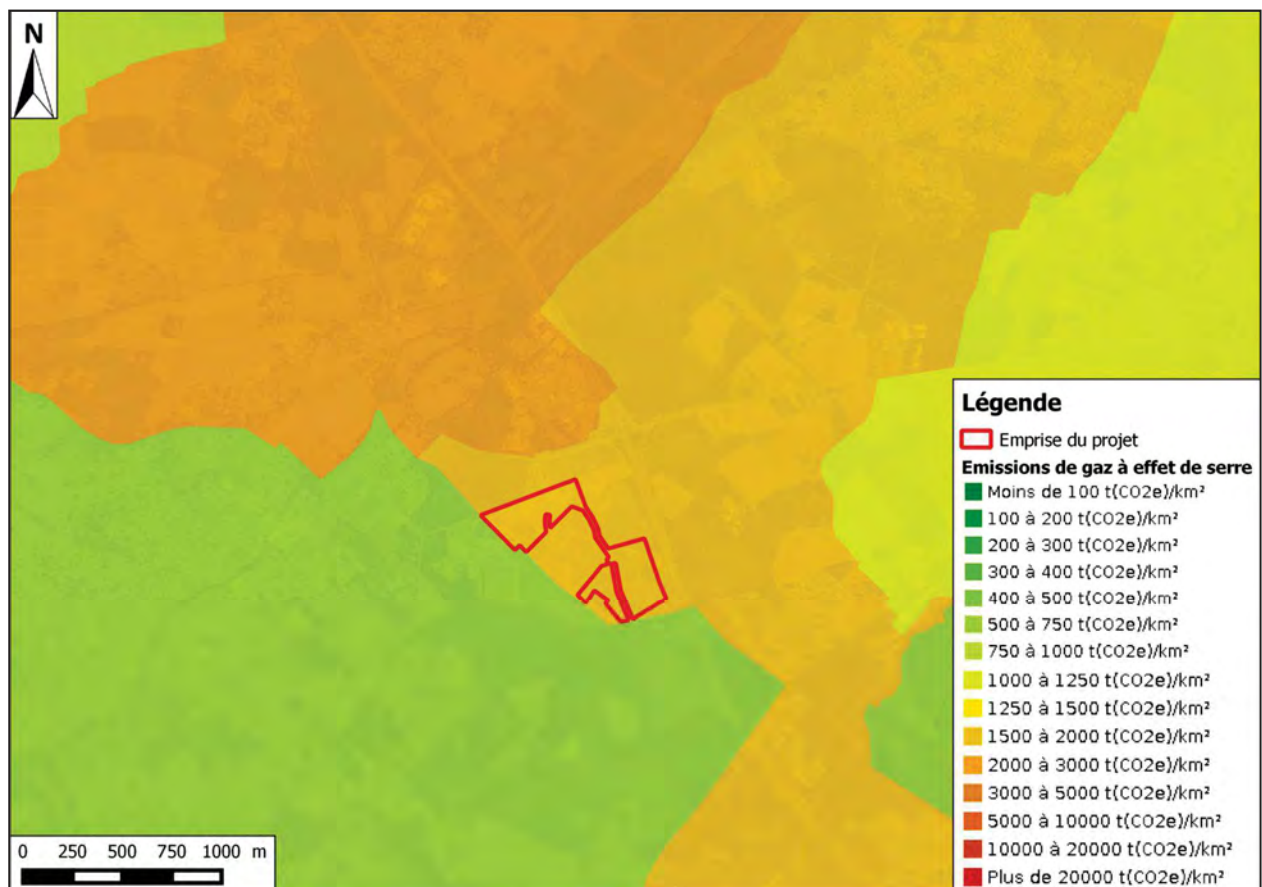 N
Légende
Emprise du projet
Emissions de gaz à effet de serre
Moins de 100 t(CO2e)/km²
100 à 200 t(CO2e)/km²
200 à 300 t(CO2e)/km²
300 à 400 t(CO2e)/km²
400 à 500 t(CO2e)/km²
500 à 750 t(CO2e)/km²
750 à 1000 t(CO2e)/km²
1000 à 1250 t(CO2e)/km²
1250 à 1500 t(CO2e)/km²
1500 à 2000 t(CO2e)/km²
2000 à 3000 t(CO2e)/km²
3000 à 5000 t(CO2e)/km²
5000 à 10000 t(CO2e)/km²
10000 à 20000 t(CO2e)/km²
Plus de 20000 t(CO2e)/km²
0 250 500 750 1000 m